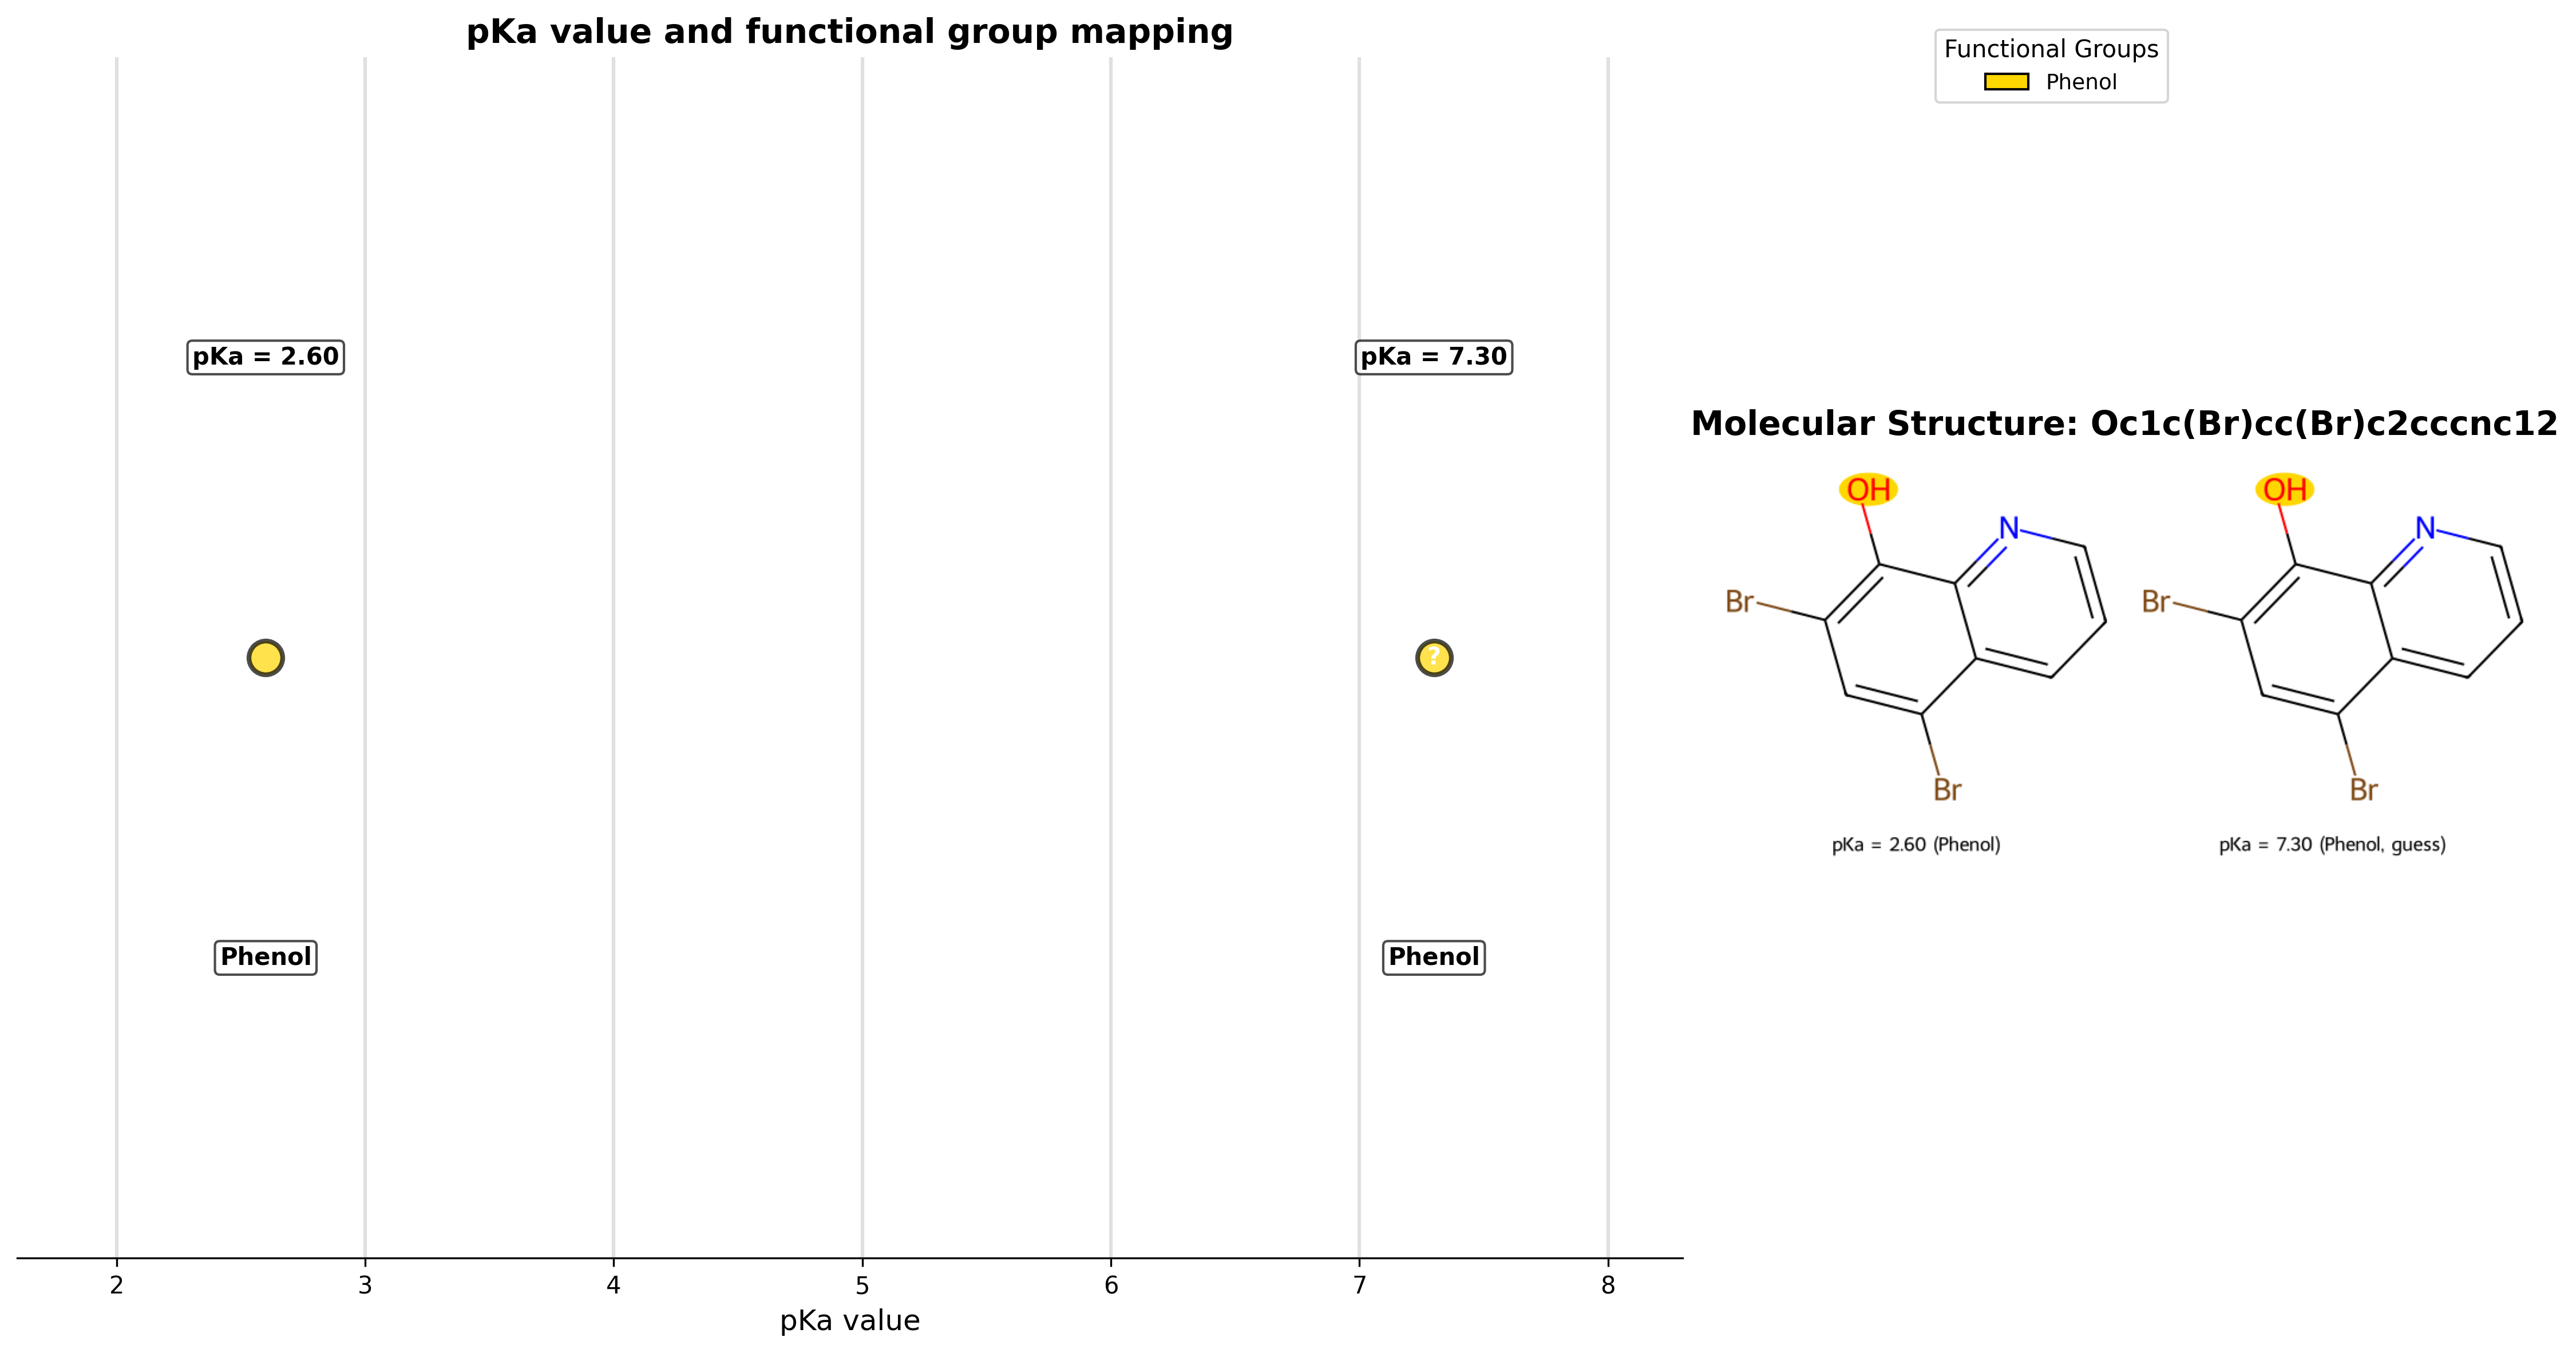 pKa value and functional group mapping
Functional Groups
Phenol
pKa = 2.60
pKa = 7.30
?
Phenol
Phenol
2 3 4 5 6 7 8
pKa value
Molecular Structure: Oc1c(Br)cc(Br)c2cccnc12
OH
N
Br
Br
pKa = 2.60 (Phenol)
OH
N
Br
Br
pKa = 7.30 (Phenol, guess)